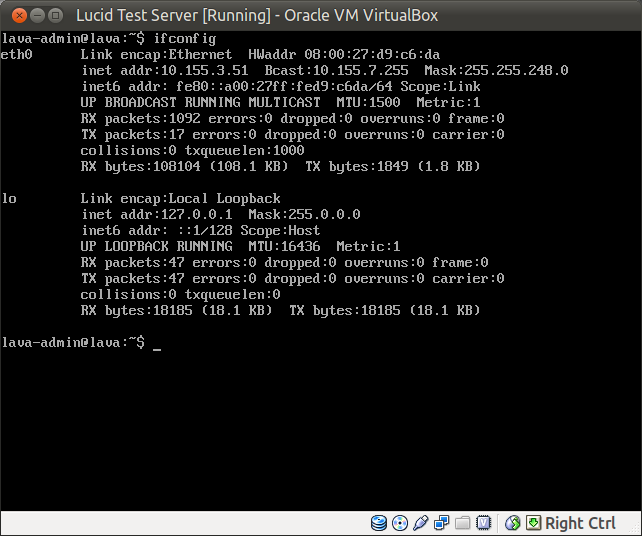 Lucid Test Server [Running] - Oracle VM VirtualBox
lava-admin@lava:~$ ifconfig
eth0      Link encap:Ethernet  HWaddr 08:00:27:d9:c6:da
          inet addr:10.155.3.51  Bcast:10.155.7.255  Mask:255.255.248.0
          inet6 addr: fe80::a00:27ff:fed9:c6da/64 Scope:Link
          UP BROADCAST RUNNING MULTICAST  MTU:1500  Metric:1
          RX packets:1092 errors:0 dropped:0 overruns:0 frame:0
          TX packets:17 errors:0 dropped:0 overruns:0 carrier:0
          collisions:0 txqueuelen:1000
          RX bytes:108104 (108.1 KB)  TX bytes:1849 (1.8 KB)
lo        Link encap:Local Loopback
          inet addr:127.0.0.1  Mask:255.0.0.0
          inet6 addr: ::1/128 Scope:Host
          UP LOOPBACK RUNNING  MTU:16436  Metric:1
          RX packets:47 errors:0 dropped:0 overruns:0 frame:0
          TX packets:47 errors:0 dropped:0 overruns:0 carrier:0
          collisions:0 txqueuelen:0
          RX bytes:18185 (18.1 KB)  TX bytes:18185 (18.1 KB)
lava-admin@lava:~$ _
Right Ctrl